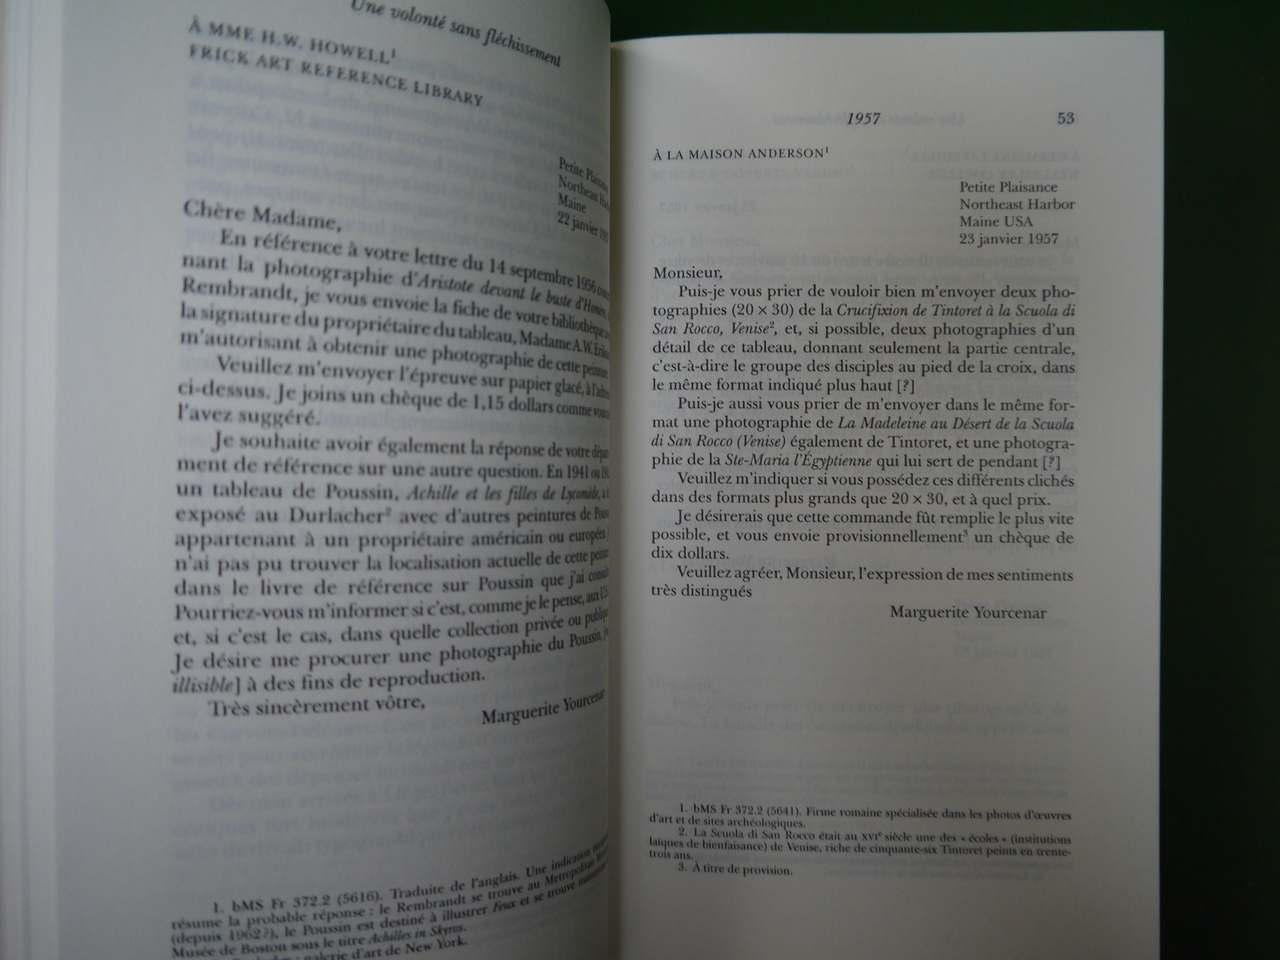 Une volonté sans fléchissement
À MME H.W. HOWELL¹
FRICK ART REFERENCE LIBRARY
Petite Plaisance
Northeast
Maine
22 janvier
Chère Madame,
En référence à votre lettre du 14 septembre 1956
nant la photographie d'Aristote devant le buste d'Homère,
Rembrandt, je vous envoie la fiche de votre bibliothèque
la signature du propriétaire du tableau, Madame A.W.
m'autorisant à obtenir une photographie de cette
Veuillez m'envoyer l'épreuve sur papier glacé, à
ci-dessus. Je joins un chèque de 1,15 dollars comme
l'avez suggéré.
Je souhaite avoir également la réponse de votre
ment de référence sur une autre question. En 1941 ou
un tableau de Poussin, Achille et les filles de Lycomède,
exposé au Durlacher² avec d'autres peintures de
appartenant à un propriétaire américain ou européen.
n'ai pas pu trouver la localisation actuelle de cette
dans le livre de référence sur Poussin que j'ai
Pourriez-vous m'informer si c'est, comme je le pense, aux
et, si c'est le cas, dans quelle collection privée ou
Je désire me procurer une photographie du Poussin,
illisible] à des fins de reproduction.
Très sincèrement vôtre,
Marguerite Yourcenar
1. bMS Fr 372.2 (5616). Traduite de l'anglais. Une indication
résume la probable réponse : le Rembrandt se trouve au Metropolitan
(depuis 1962?), le Poussin est destiné à illustrer Feux et se trouve
Musée de Boston sous le titre Achilles in Skyros.
galerie d'art de New York.
1957 53
À LA MAISON ANDERSON¹
Petite Plaisance
Northeast Harbor
Maine USA
23 janvier 1957
Monsieur,
Puis-je vous prier de vouloir bien m'envoyer deux pho-
tographies (20 × 30) de la Crucifixion de Tintoret à la Scuola di
San Rocco, Venise², et, si possible, deux photographies d'un
détail de ce tableau, donnant seulement la partie centrale,
c'est-à-dire le groupe des disciples au pied de la croix, dans
le même format indiqué plus haut [?]
Puis-je aussi vous prier de m'envoyer dans le même for-
mat une photographie de La Madeleine au Désert de la Scuola
di San Rocco (Venise) également de Tintoret, et une photogra-
phie de la Ste-Maria l'Égyptienne qui lui sert de pendant [?]
Veuillez m'indiquer si vous possédez ces différents clichés
dans des formats plus grands que 20 × 30, et à quel prix.
Je désirerais que cette commande fût remplie le plus vite
possible, et vous envoie provisionnellement³ un chèque de
dix dollars.
Veuillez agréer, Monsieur, l'expression de mes sentiments
très distingués
Marguerite Yourcenar
1. bMS Fr 372.2 (5641). Firme romaine spécialisée dans les photos d'œuvres
d'art et de sites archéologiques.
2. La Scuola di San Rocco était au XVIᵉ siècle une des « écoles » (institutions
laïques de bienfaisance) de Venise, riche de cinquante-six Tintoret peints en trente-
trois ans.
3. À titre de provision.